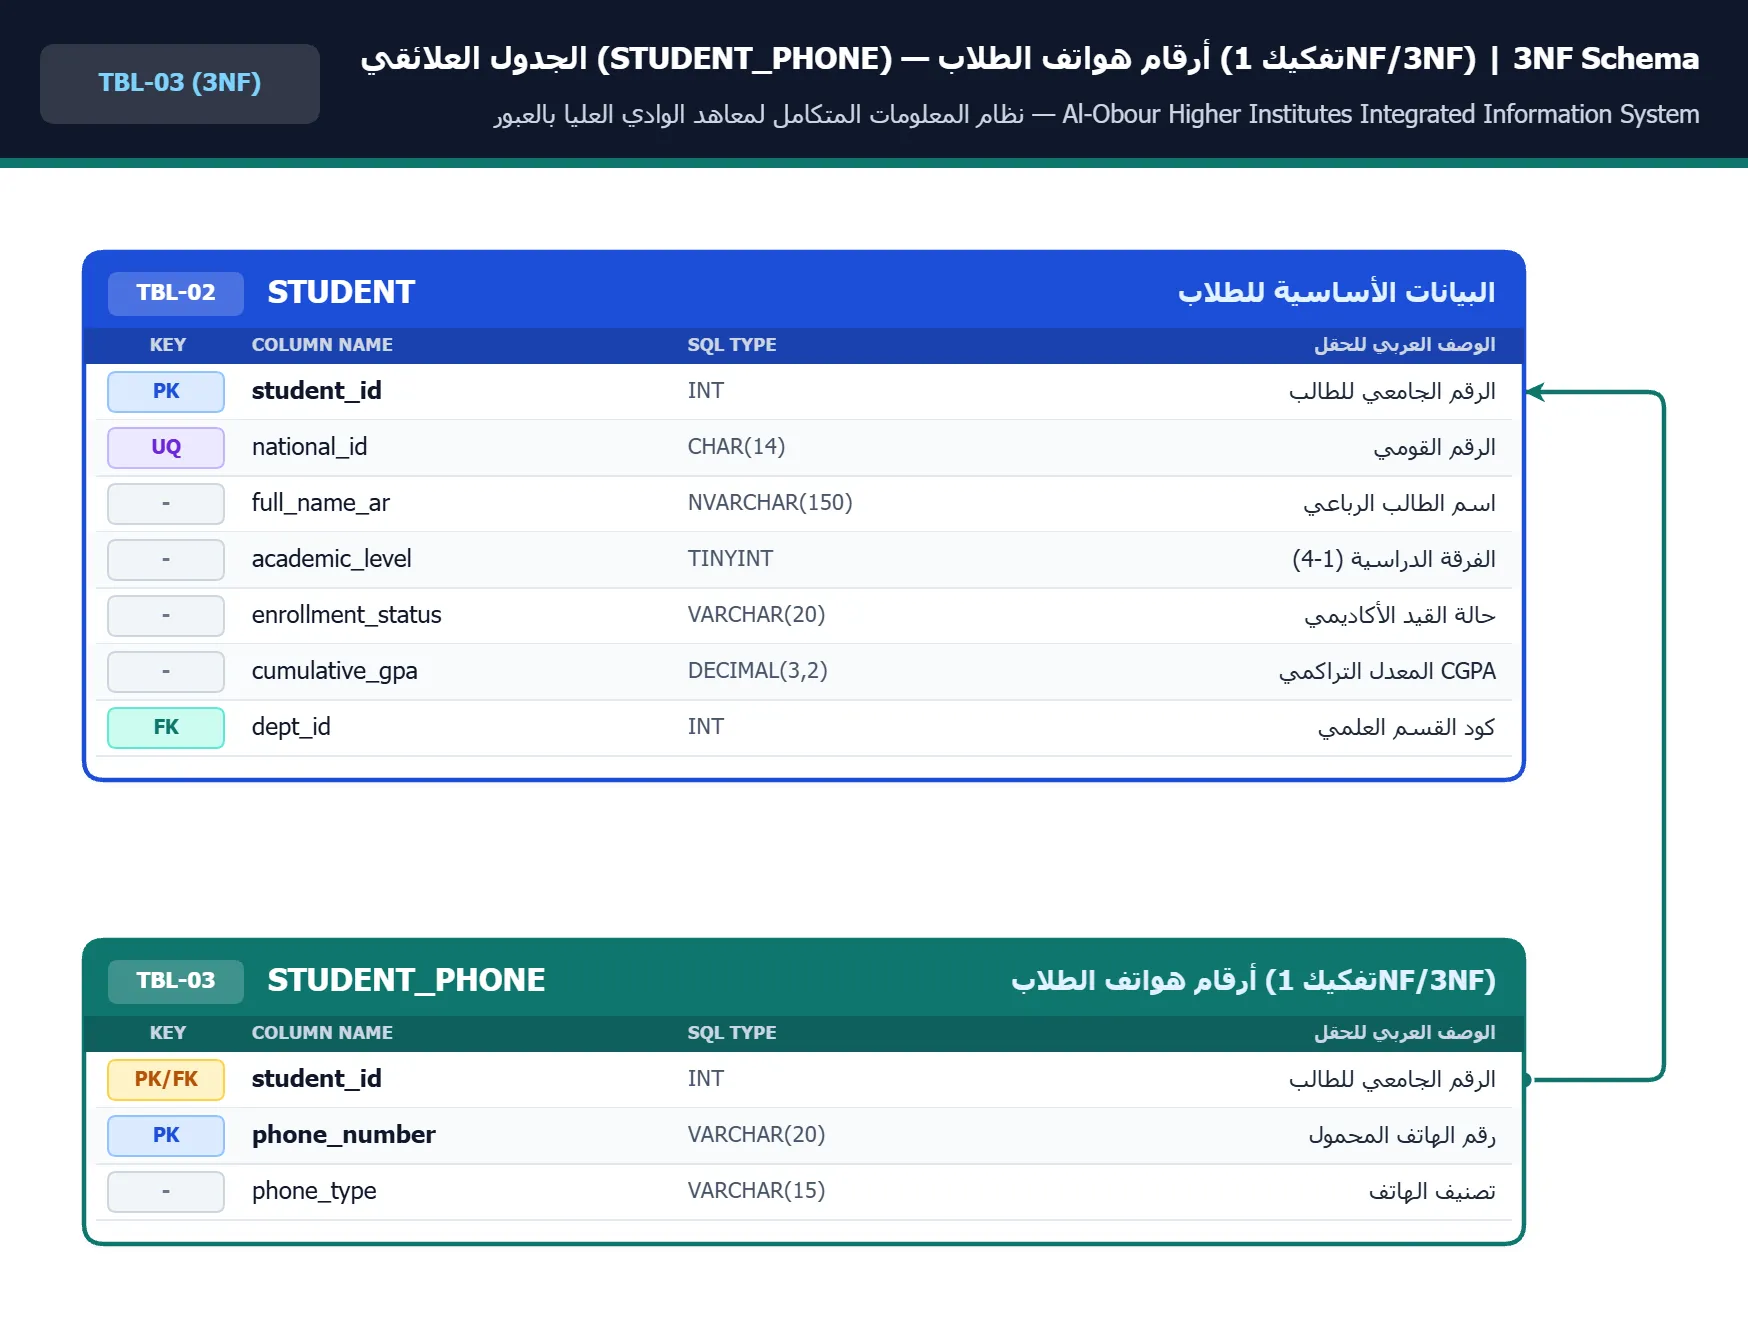 TBL-03 (3NF)
الجدول العلائقي (STUDENT_PHONE) — أرقام هواتف الطلاب (تفكيك 1NF/3NF) | 3NF Schema
نظام المعلومات المتكامل لمعاهد الوادي العليا بالعبور — Al-Obour Higher Institutes Integrated Information System
TBL-02 STUDENT البيانات الأساسية للطلاب
KEY COLUMN NAME SQL TYPE الوصف العربي للحقل
PK student_id INT الرقم الجامعي للطالب
UQ national_id CHAR(14) الرقم القومي
- full_name_ar NVARCHAR(150) اسم الطالب الرباعي
- academic_level TINYINT الفرقة الدراسية (1-4)
- enrollment_status VARCHAR(20) حالة القيد الأكاديمي
- cumulative_gpa DECIMAL(3,2) المعدل التراكمي CGPA
FK dept_id INT كود القسم العلمي
TBL-03 STUDENT_PHONE أرقام هواتف الطلاب (تفكيك 1NF/3NF)
KEY COLUMN NAME SQL TYPE الوصف العربي للحقل
PK/FK student_id INT الرقم الجامعي للطالب
PK phone_number VARCHAR(20) رقم الهاتف المحمول
- phone_type VARCHAR(15) تصنيف الهاتف